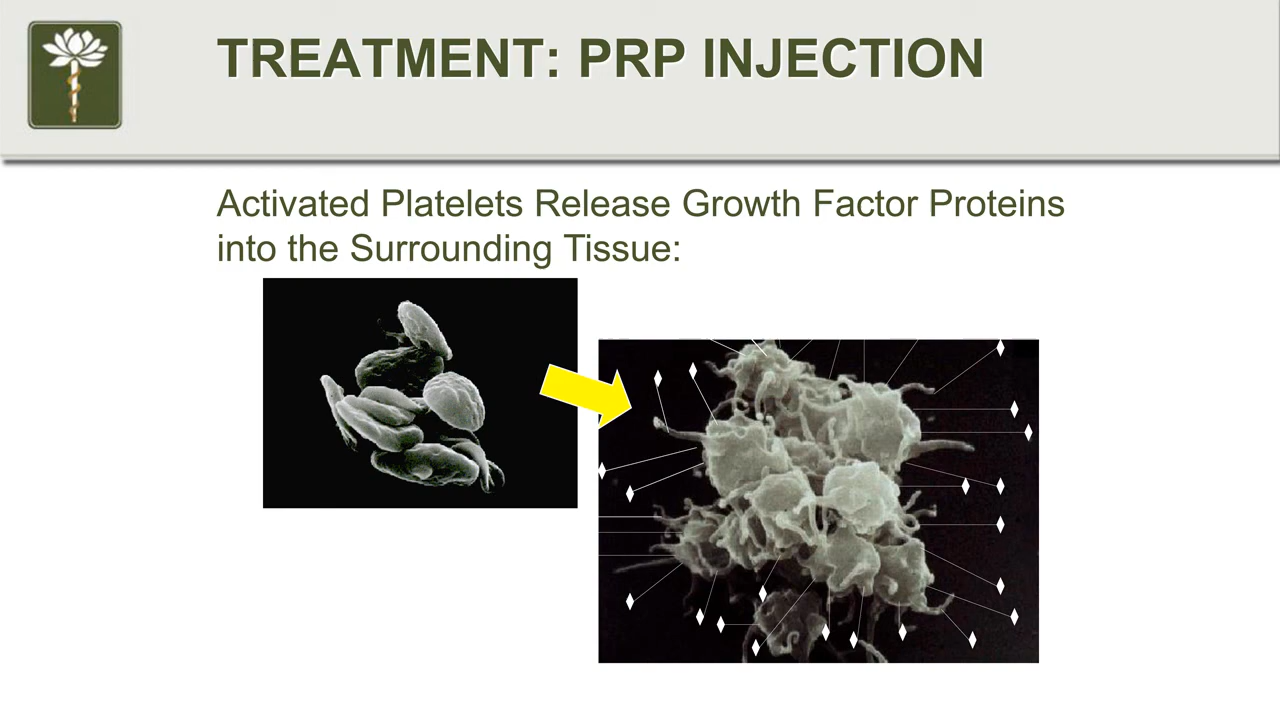 TREATMENT: PRP INJECTION
Activated Platelets Release Growth Factor Proteins
into the Surrounding Tissue: